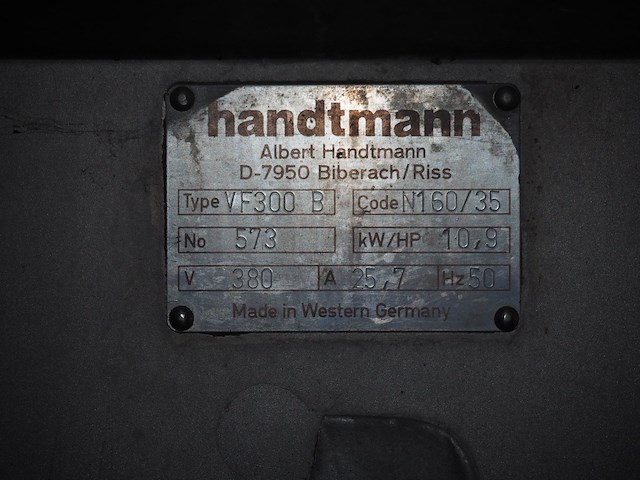 handtmann
Albert Handtmann
D-7950 Biberach/Riss
Type VF300 B Code N160/35
No 573 kW/HP 10,9
V 380 A 25,7 Hz 50
Made in Western Germany